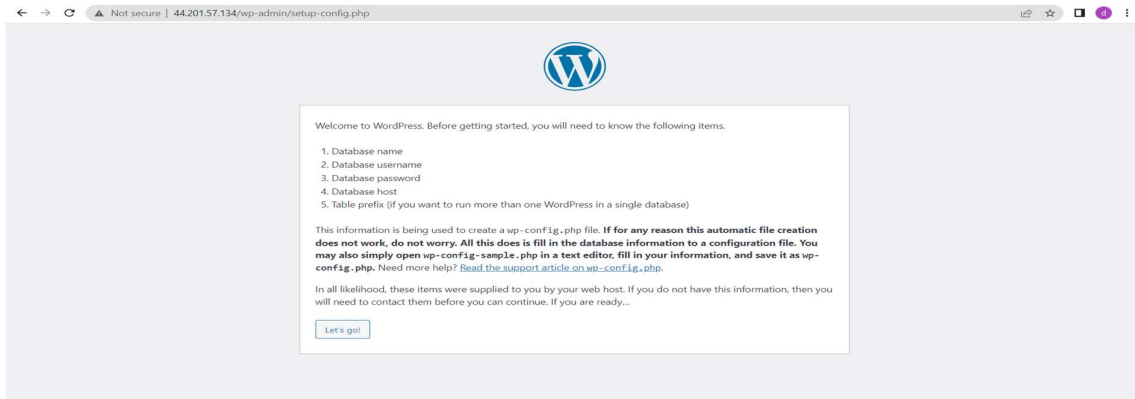 Not secure | 44.201.57.134/wp-admin/setup-config.php
d
W
Welcome to WordPress. Before getting started, you will need to know the following items.
1. Database name
2. Database username
3. Database password
4. Database host
5. Table prefix (if you want to run more than one WordPress in a single database)
This information is being used to create a wp-config.php file. If for any reason this automatic file creation
does not work, do not worry. All this does is fill in the database information to a configuration file. You
may also simply open wp-config-sample.php in a text editor, fill in your information, and save it as wp-
config.php. Need more help? Read the support article on wp-config.php.
In all likelihood, these items were supplied to you by your web host. If you do not have this information, then you
will need to contact them before you can continue. If you are ready...
Let's go!